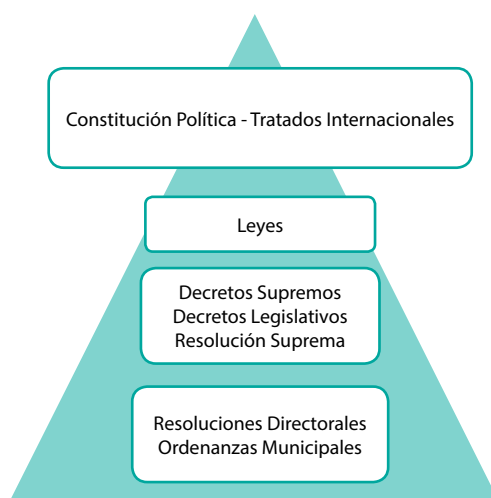 Constitución Política - Tratados Internacionales
Leyes
Decretos Supremos
Decretos Legislativos
Resolución Suprema
Resoluciones Directorales
Ordenanzas Municipales